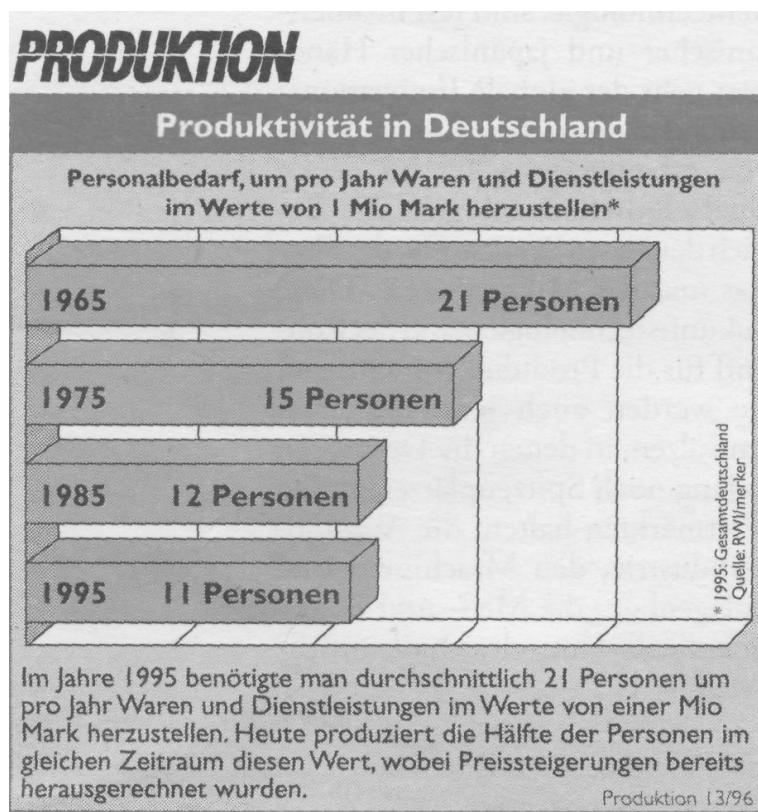 PRODUKTION
Produktivität in Deutschland
Personalbedarf, um pro Jahr Waren und Dienstleistungen
im Werte von 1 Mio Mark herzustellen*
1965 21 Personen
1975 15 Personen
1985 12 Personen
1995 11 Personen
* 1995: Gesamtdeutschland
Quelle: RWI/merker
Im Jahre 1995 benötigte man durchschnittlich 21 Personen um
pro Jahr Waren und Dienstleistungen im Werte von einer Mio
Mark herzustellen. Heute produziert die Hälfte der Personen im
gleichen Zeitraum diesen Wert, wobei Preissteigerungen bereits
herausgerechnet wurden.
Produktion 13/96